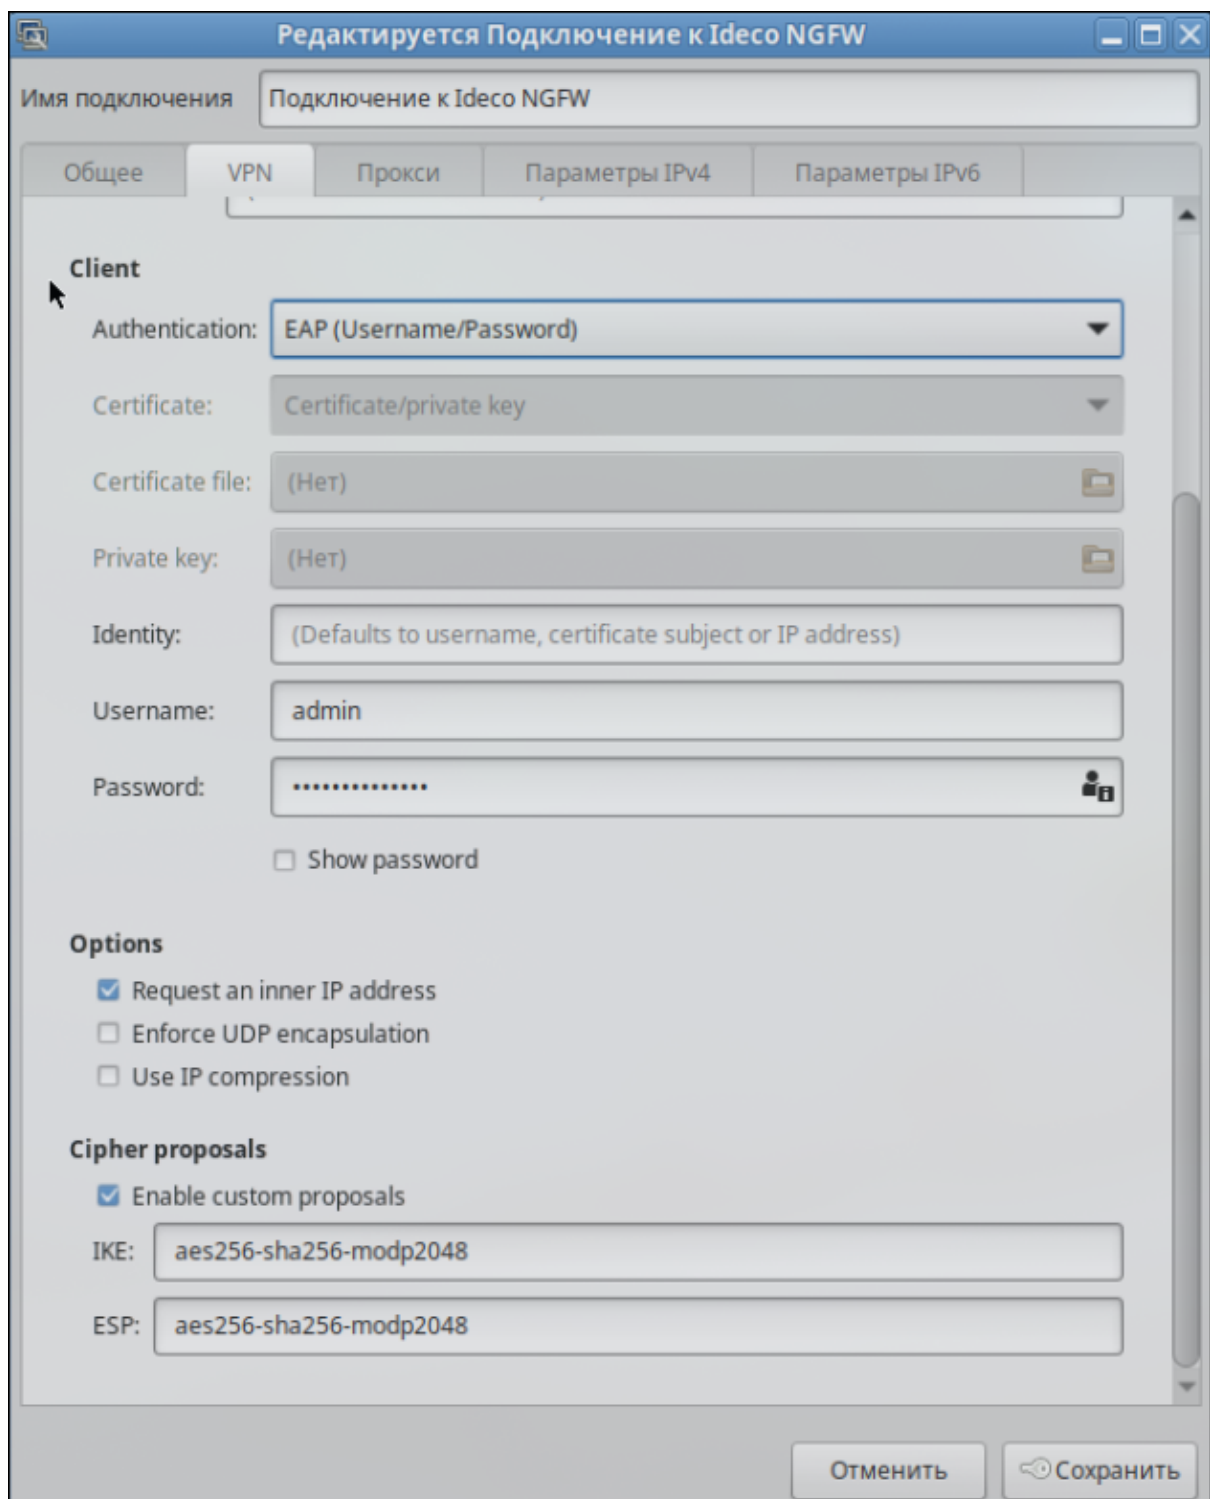 Редактируется Подключение к Ideco NGFW
Имя подключения Подключение к Ideco NGFW
Общее VPN Прокси Параметры IPv4 Параметры IPv6
Client
Authentication: EAP (Username/Password)
Certificate: Certificate/private key
Certificate file: (Нет)
Private key: (Нет)
Identity: (Defaults to username, certificate subject or IP address)
Username: admin
Password: ••••••••••••••
Show password
Options
Request an inner IP address
Enforce UDP encapsulation
Use IP compression
Cipher proposals
Enable custom proposals
IKE: aes256-sha256-modp2048
ESP: aes256-sha256-modp2048
Отменить Сохранить